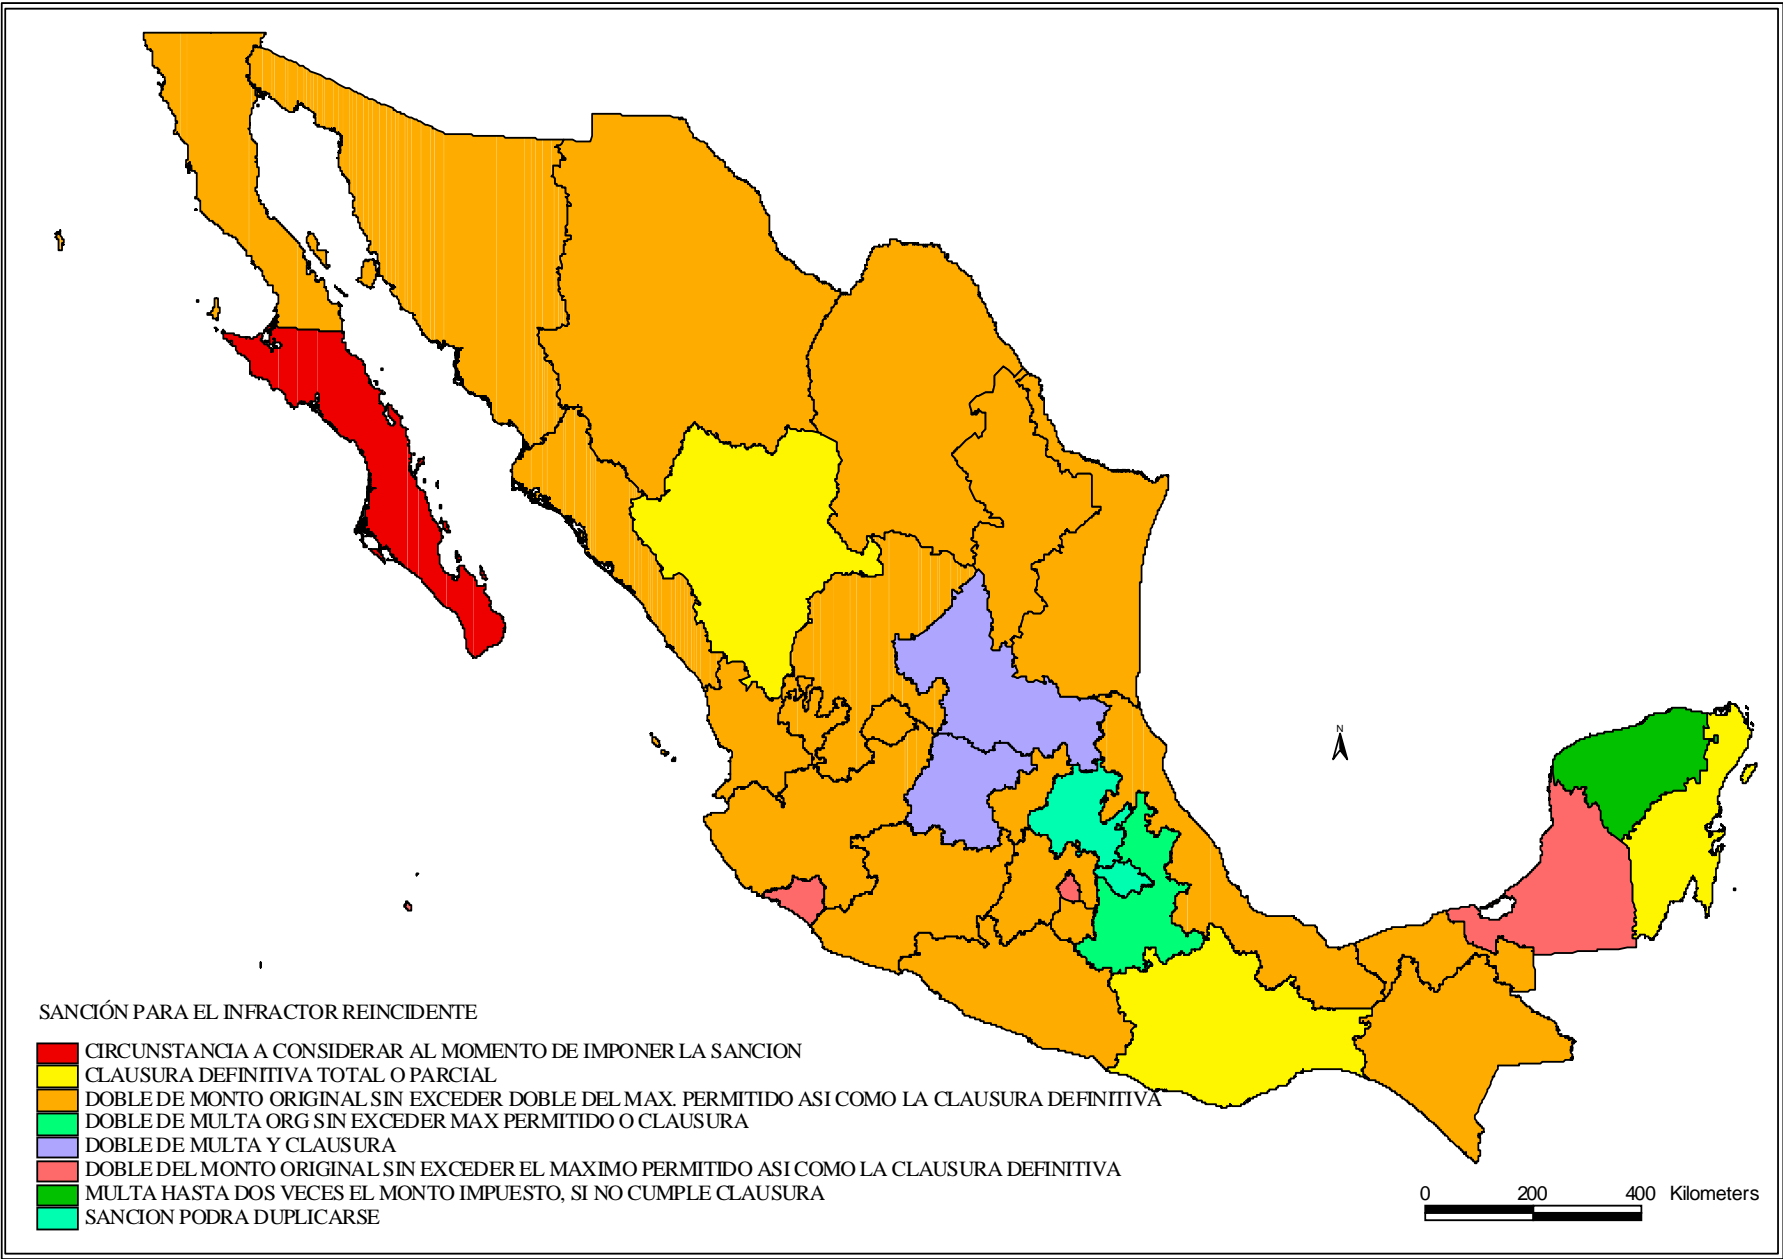 N
SANCIÓN PARA EL INFRACTOR REINCIDENTE
CIRCUNSTANCIA A CONSIDERAR AL MOMENTO DE IMPONER LA SANCION
CLAUSURA DEFINITIVA TOTAL O PARCIAL
DOBLE DE MONTO ORIGINAL SIN EXCEDER DOBLE DEL MAX. PERMITIDO ASI COMO LA CLAUSURA DEFINITIVA
DOBLE DE MULTA ORG SIN EXCEDER MAX PERMITIDO O CLAUSURA
DOBLE DE MULTA Y CLAUSURA
DOBLE DEL MONTO ORIGINAL SIN EXCEDER EL MAXIMO PERMITIDO ASI COMO LA CLAUSURA DEFINITIVA
MULTA HASTA DOS VECES EL MONTO IMPUESTO, SI NO CUMPLE CLAUSURA
SANCION PODRA DUPLICARSE
0 200 400 Kilometers